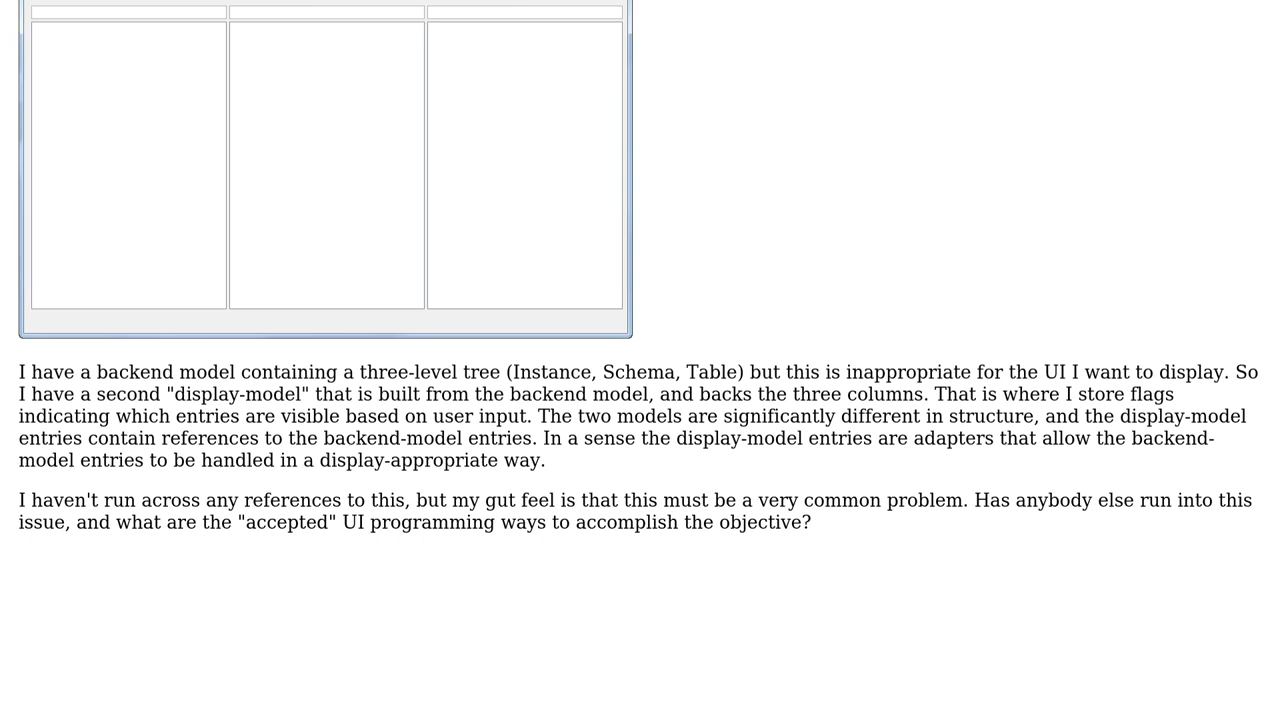 I have a backend model containing a three-level tree (Instance, Schema, Table) but this is inappropriate for the UI I want to display. So
I have a second "display-model" that is built from the backend model, and backs the three columns. That is where I store flags
indicating which entries are visible based on user input. The two models are significantly different in structure, and the display-model
entries contain references to the backend-model entries. In a sense the display-model entries are adapters that allow the backend-
model entries to be handled in a display-appropriate way.
I haven't run across any references to this, but my gut feel is that this must be a very common problem. Has anybody else run into this
issue, and what are the "accepted" UI programming ways to accomplish the objective?